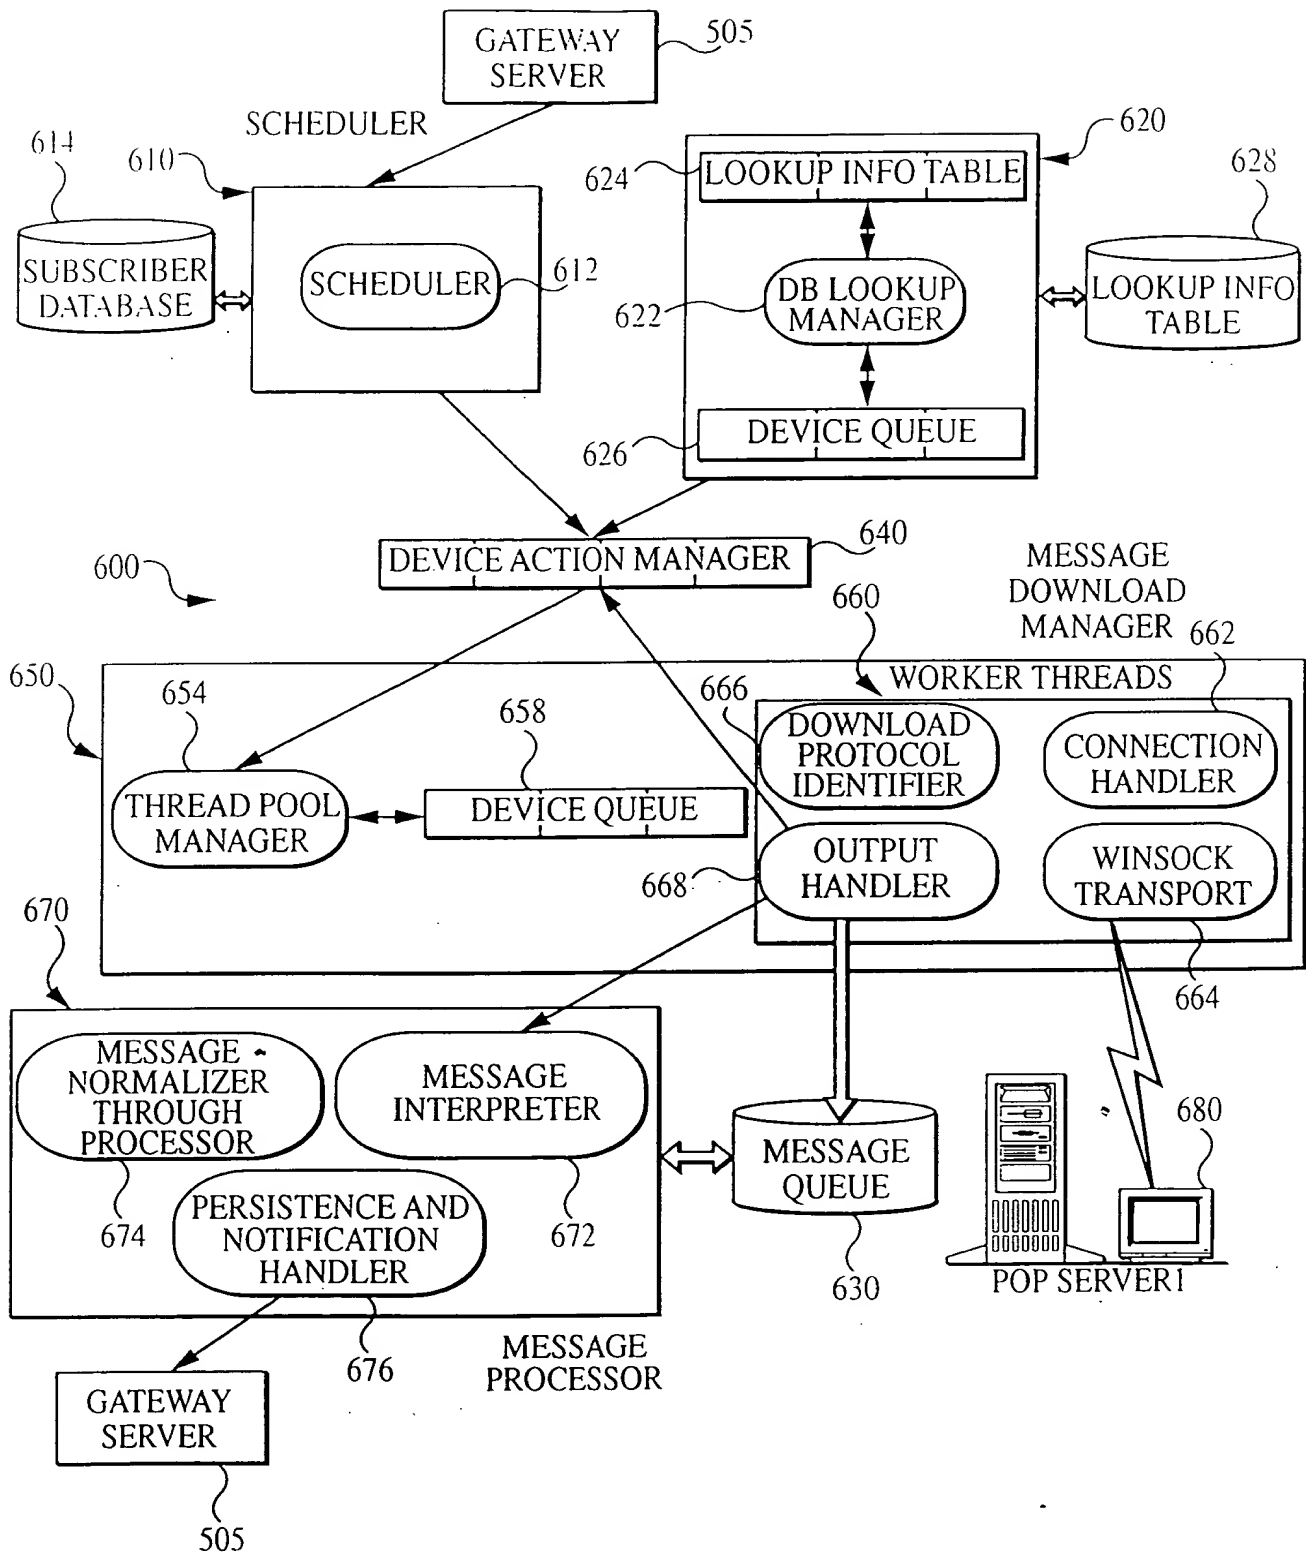 GATEWAY
SERVER
505
SCHEDULER
614
610
620
628
624
LOOKUP INFO TABLE
SUBSCRIBER
DATABASE
SCHEDULER
612
622
DB LOOKUP
MANAGER
LOOKUP INFO
TABLE
626
DEVICE QUEUE
DEVICE ACTION MANAGER
640
600
660
MESSAGE
DOWNLOAD
MANAGER
662
650
654
658
666
WORKER THREADS
DOWNLOAD
PROTOCOL
IDENTIFIER
CONNECTION
HANDLER
THREAD POOL
MANAGER
DEVICE QUEUE
OUTPUT
HANDLER
WINSOCK
TRANSPORT
668
664
670
MESSAGE
NORMALIZER
THROUGH
PROCESSOR
MESSAGE
INTERPRETER
MESSAGE
QUEUE
680
674
PERSISTENCE AND
NOTIFICATION
HANDLER
672
630
POP SERVER1
676
MESSAGE
PROCESSOR
GATEWAY
SERVER
505